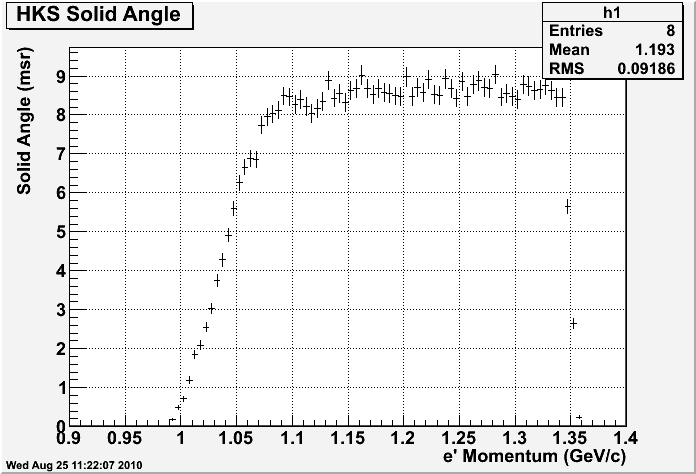 HKS Solid Angle
h1
Entries 8
Mean 1.193
RMS 0.09186
Solid Angle (msr)
9
8
7
6
5
4
3
2
1
0
0.9 0.95 1 1.05 1.1 1.15 1.2 1.25 1.3 1.35 1.4
e' Momentum (GeV/c)
Wed Aug 25 11:22:07 2010